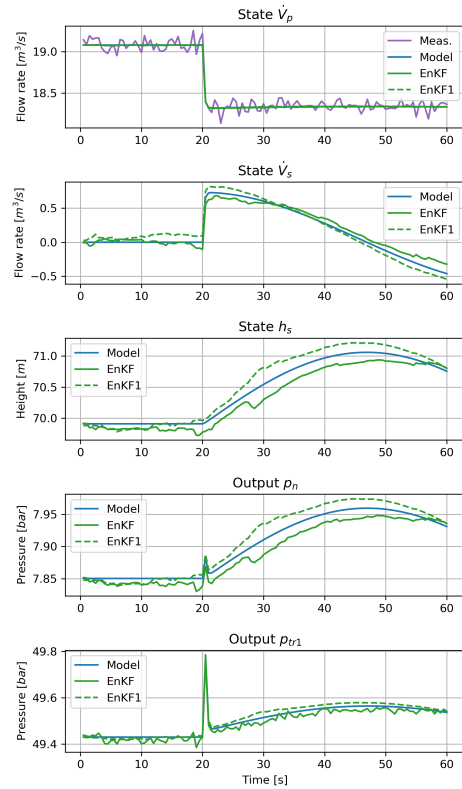 State V̇ₚ
Flow rate [m³/s]
19.0
18.5
0 10 20 30 40 50 60
Meas.
Model
EnKF
EnKF1
State V̇ₛ
Flow rate [m³/s]
0.5
0.0
−0.5
0 10 20 30 40 50 60
Model
EnKF
EnKF1
State hₛ
Height [m]
71.0
70.5
70.0
0 10 20 30 40 50 60
Model
EnKF
EnKF1
Output pₙ
Pressure [bar]
7.95
7.90
7.85
0 10 20 30 40 50 60
Model
EnKF
EnKF1
Output pₜᵣ₁
Pressure [bar]
49.8
49.6
49.4
0 10 20 30 40 50 60
Model
EnKF
EnKF1
Time [s]